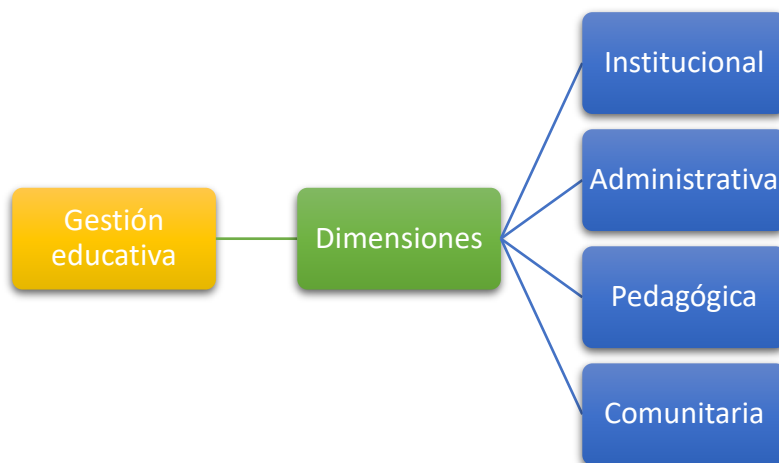 Gestión
educativa
Dimensiones
Institucional
Administrativa
Pedagógica
Comunitaria